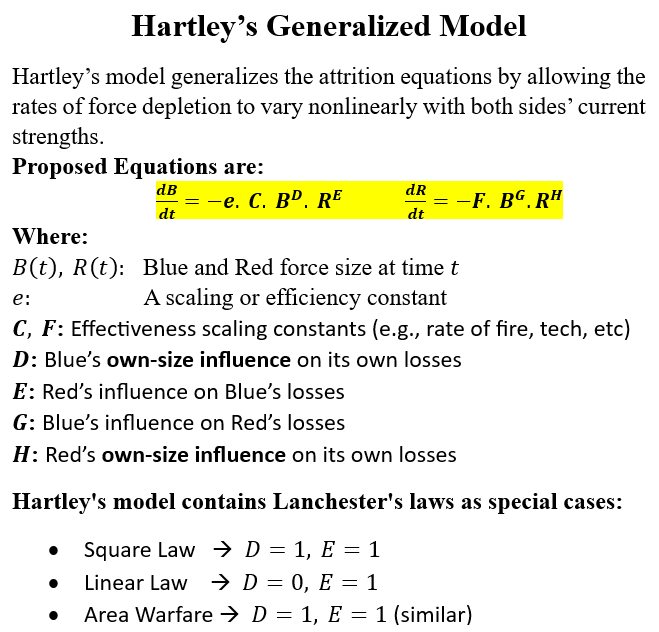 Hartley’s Generalized Model
Hartley’s model generalizes the attrition equations by allowing the
rates of force depletion to vary nonlinearly with both sides’ current
strengths.
Proposed Equations are:
dB/dt = −e. C. B^D. R^E    dR/dt = −F. B^G. R^H
Where:
B(t), R(t): Blue and Red force size at time t
e: A scaling or efficiency constant
C, F: Effectiveness scaling constants (e.g., rate of fire, tech, etc)
D: Blue’s own-size influence on its own losses
E: Red’s influence on Blue’s losses
G: Blue’s influence on Red’s losses
H: Red’s own-size influence on its own losses
Hartley's model contains Lanchester's laws as special cases:
• Square Law → D = 1, E = 1
• Linear Law → D = 0, E = 1
• Area Warfare → D = 1, E = 1 (similar)